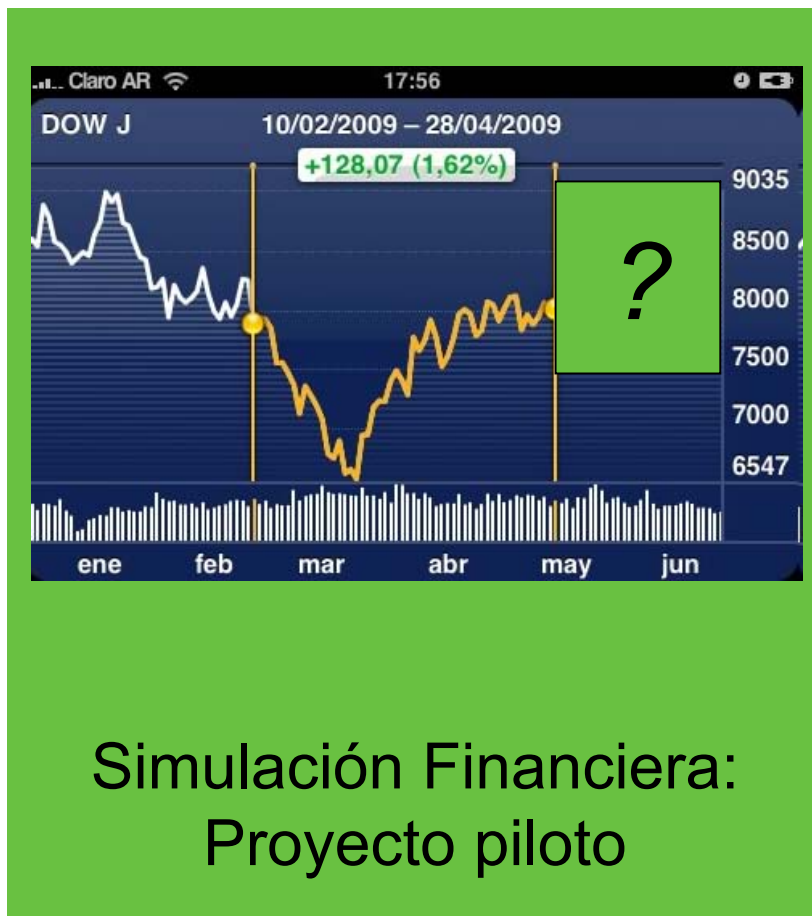 Claro AR 17:56
DOW J 10/02/2009 – 28/04/2009
+128,07 (1,62%)
9035
8500
?
8000
7500
7000
6547
ene feb mar abr may jun
Simulación Financiera:
Proyecto piloto